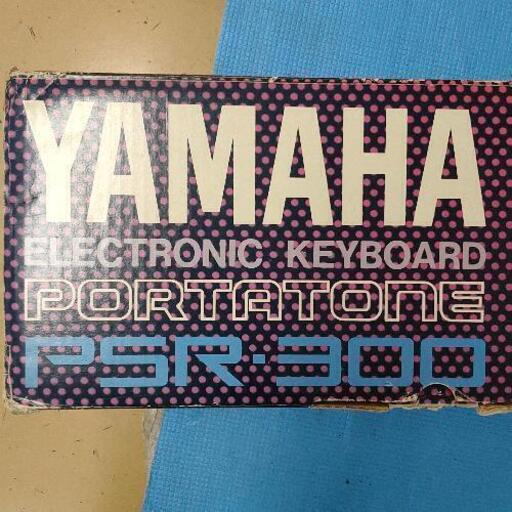 YAMAHA
ELECTRONIC KEYBOARD
PORTATONE
PSR·300